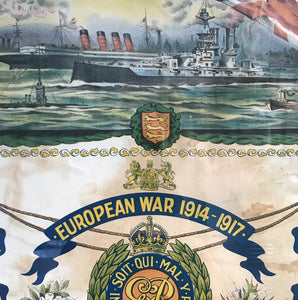 · EUROPEAN WAR 1914-1917 ·
NI · SOIT · QUI · MAL · Y · P